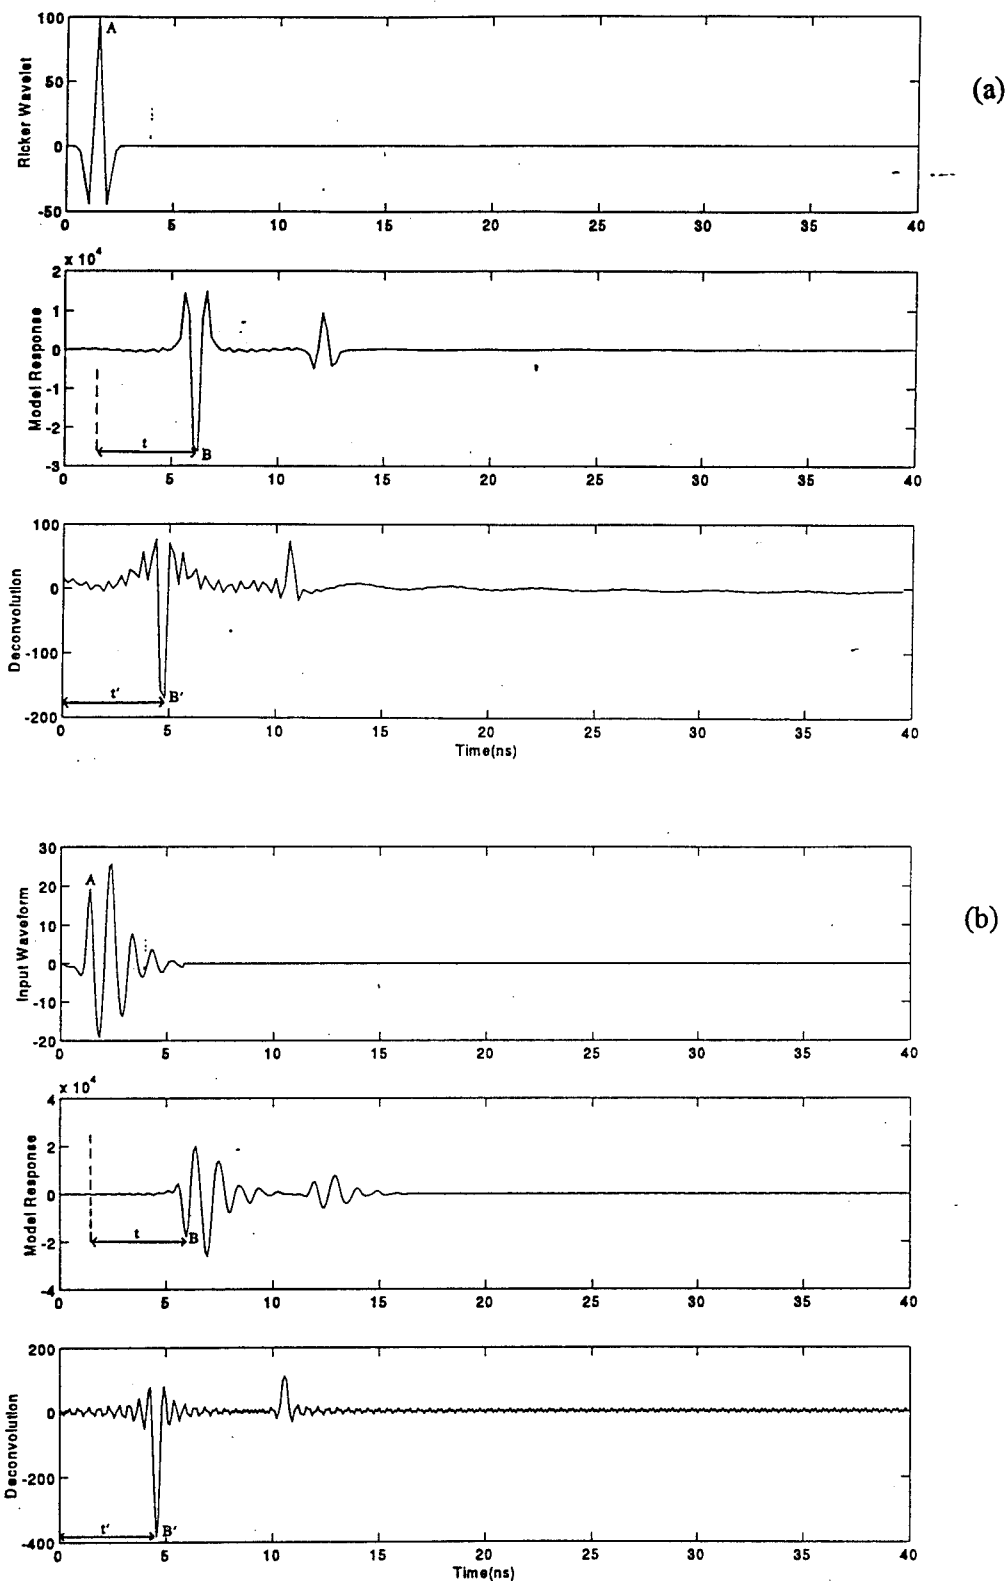 100
A
50
0
-50
Ricker Wavelet
(a)
0 5 10 15 20 25 30 35 40
x 10^4
2
1
0
-1
-2
-3
Model Response
t
B
0 5 10 15 20 25 30 35 40
100
0
-100
-200
Deconvolution
t'
B'
0 5 10 15 20 25 30 35 40
Time(ns)
30
20
10
0
-10
-20
A
Input Waveform
(b)
0 5 10 15 20 25 30 35 40
x 10^4
4
2
0
-2
-4
Model Response
t
B
0 5 10 15 20 25 30 35 40
200
0
-200
-400
Deconvolution
t'
B'
0 5 10 15 20 25 30 35 40
Time(ns)